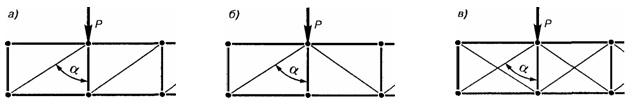 а) P α
б) P α
в) P α